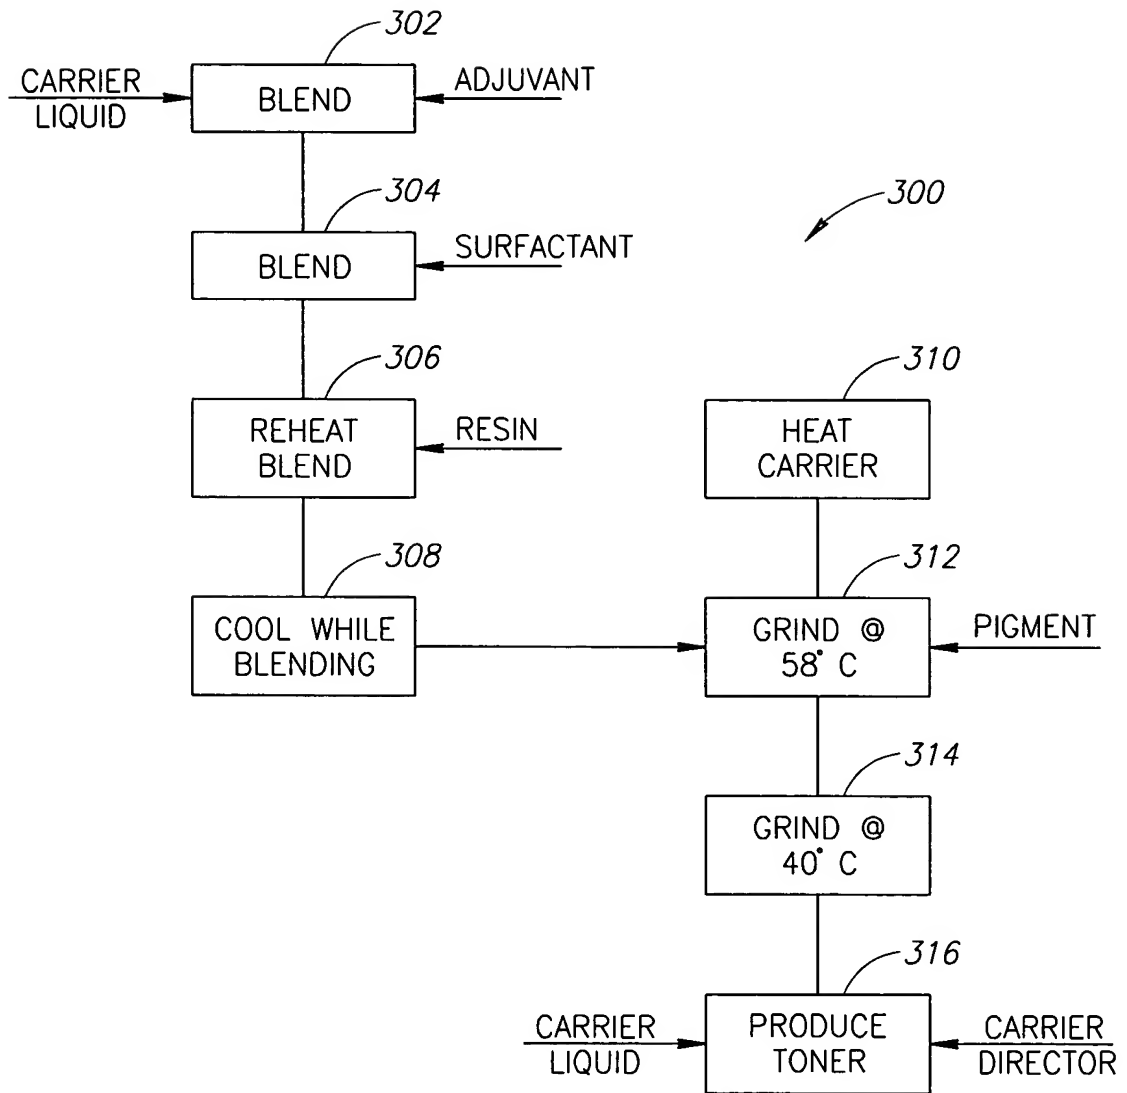 302
CARRIER
LIQUID
BLEND
ADJUVANT
304
BLEND
SURFACTANT
300
306
REHEAT
BLEND
RESIN
310
HEAT
CARRIER
308
COOL WHILE
BLENDING
312
GRIND @
58° C
PIGMENT
314
GRIND @
40° C
316
CARRIER
LIQUID
PRODUCE
TONER
CARRIER
DIRECTOR